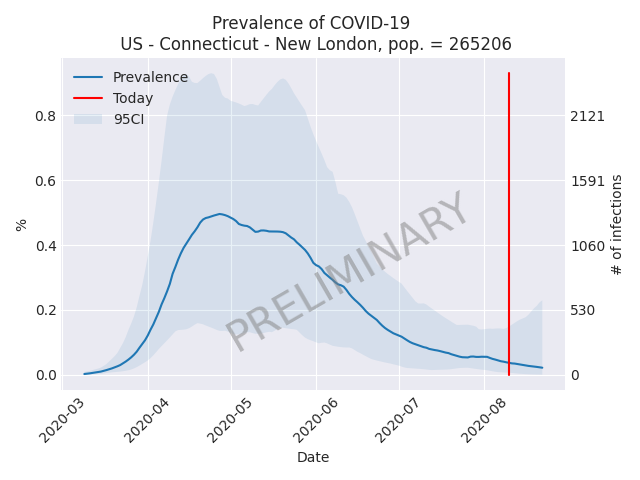 Prevalence of COVID-19
US - Connecticut - New London, pop. = 265206
Prevalence
Today
95CI
0.8
0.6
0.4
0.2
0.0
%
2121
1591
1060
530
0
# of infections
PRELIMINARY
2020-03
2020-04
2020-05
2020-06
2020-07
2020-08
Date